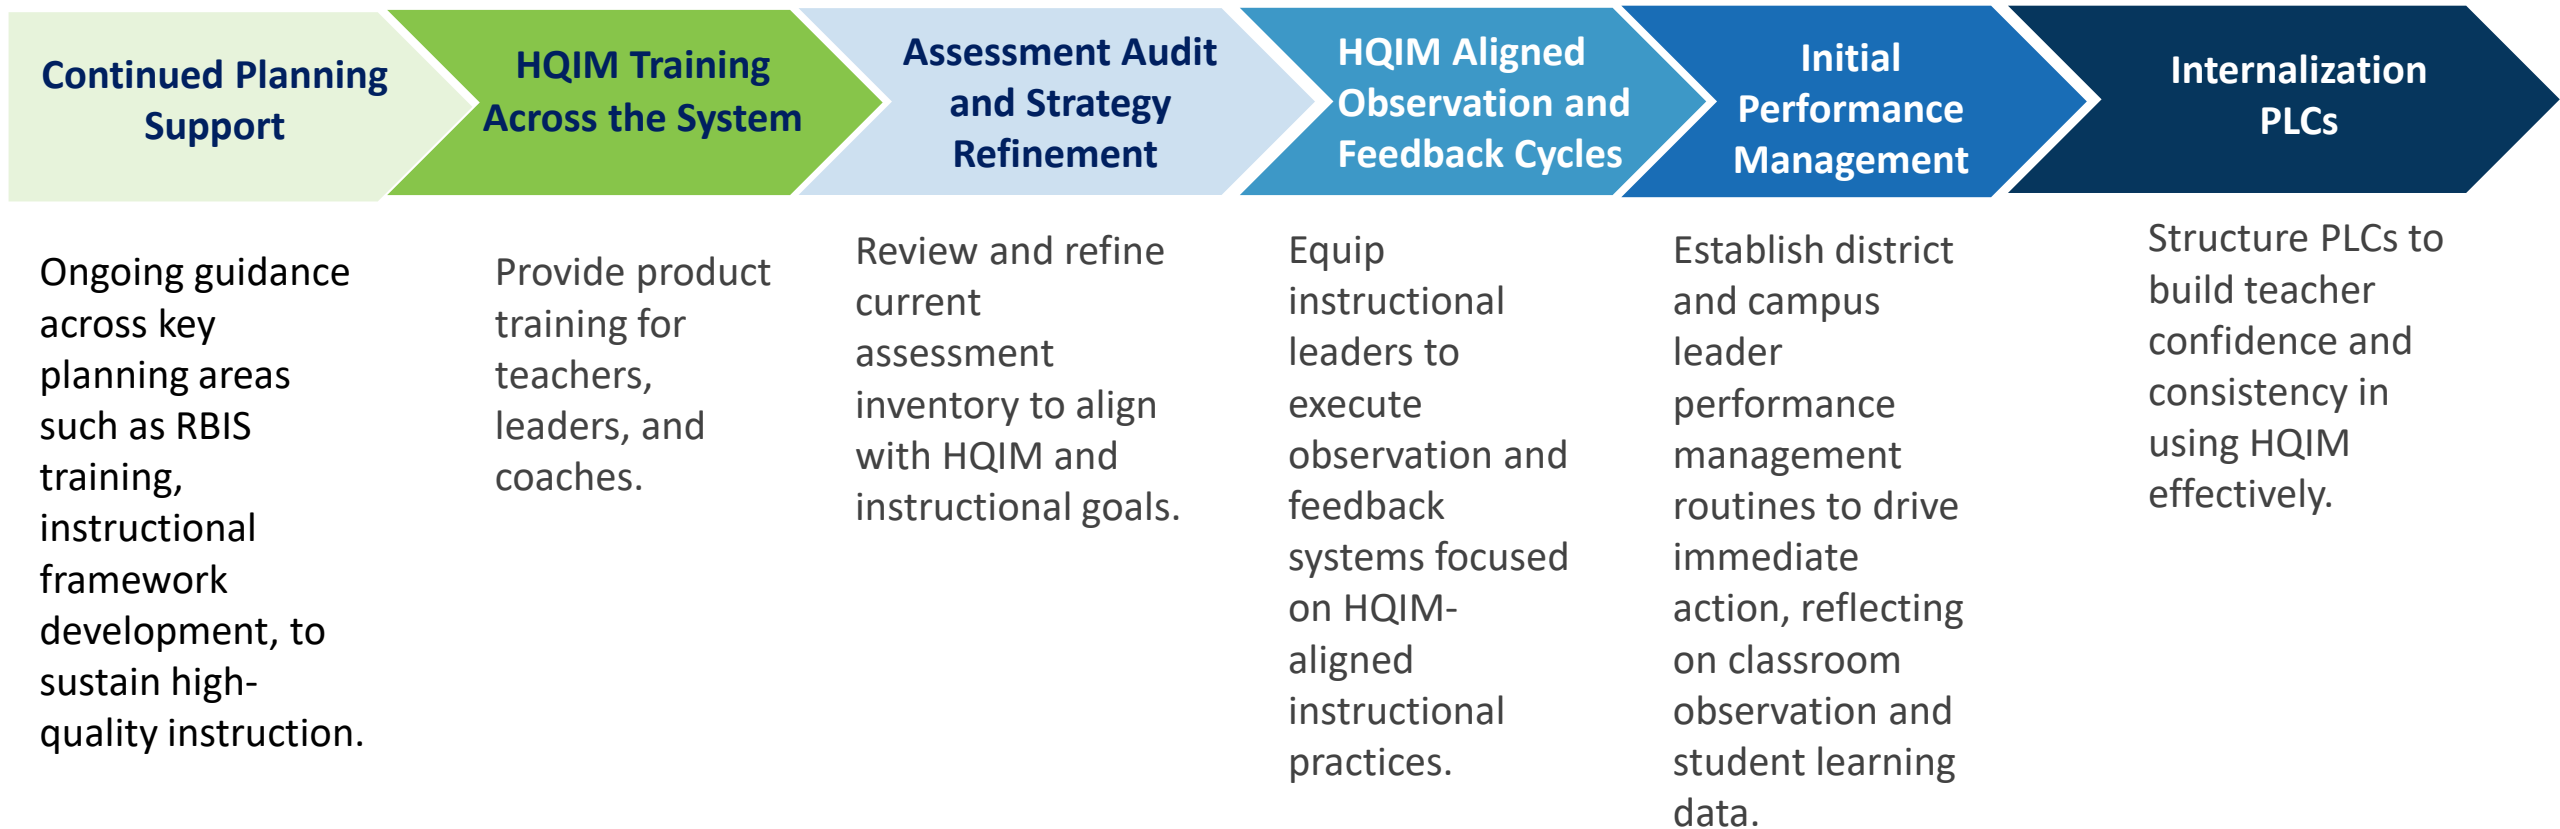 Continued Planning
Support
HQIM Training
Across the System
Assessment Audit
and Strategy
Refinement
HQIM Aligned
Observation and
Feedback Cycles
Initial
Performance
Management
Internalization
PLCs
Ongoing guidance
across key
planning areas
such as RBIS
training,
instructional
framework
development, to
sustain high-
quality instruction.
Provide product
training for
teachers,
leaders, and
coaches.
Review and refine
current
assessment
inventory to align
with HQIM and
instructional goals.
Equip
instructional
leaders to
execute
observation and
feedback
systems focused
on HQIM-
aligned
instructional
practices.
Establish district
and campus
leader
performance
management
routines to drive
immediate
action, reflecting
on classroom
observation and
student learning
data.
Structure PLCs to
build teacher
confidence and
consistency in
using HQIM
effectively.